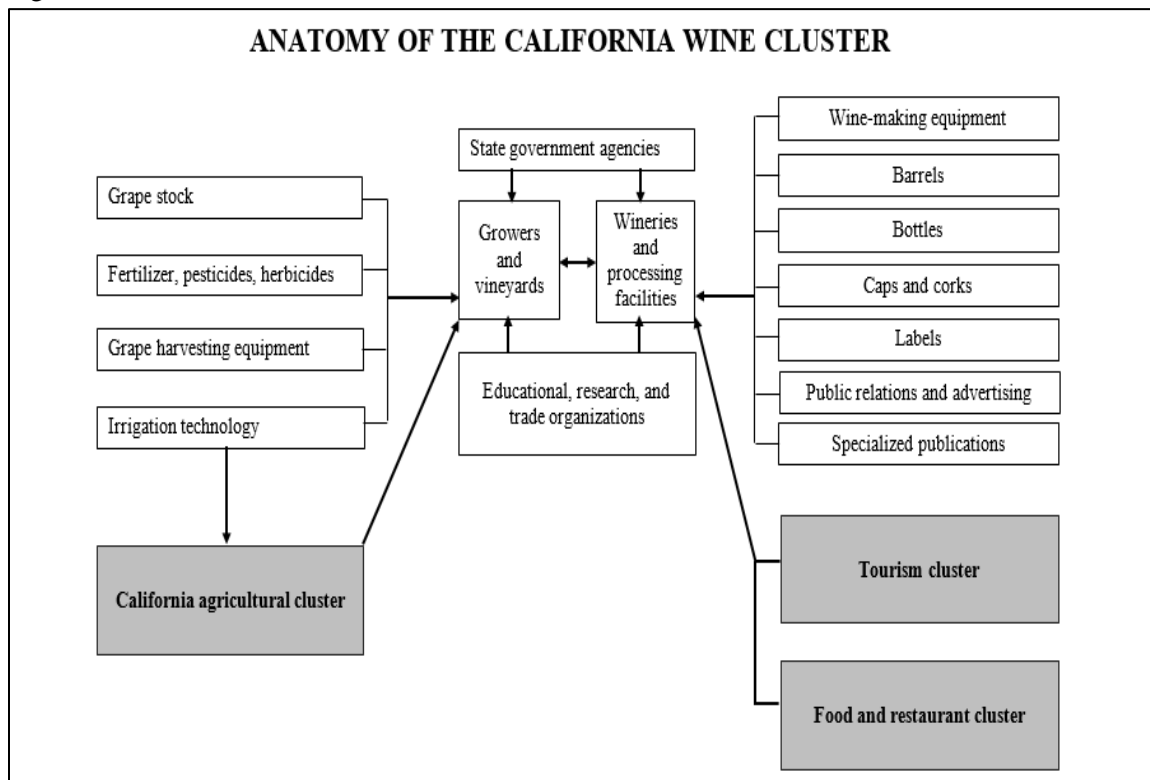 ANATOMY OF THE CALIFORNIA WINE CLUSTER
State government agencies
Grape stock
Fertilizer, pesticides, herbicides
Grape harvesting equipment
Irrigation technology
California agricultural cluster
Growers
and
vineyards
Wineries
and
processing
facilities
Educational, research, and
trade organizations
Wine-making equipment
Barrels
Bottles
Caps and corks
Labels
Public relations and advertising
Specialized publications
Tourism cluster
Food and restaurant cluster